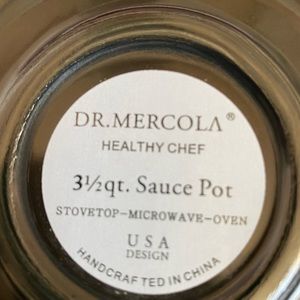 DR.MERCOLA®
HEALTHY CHEF
3½qt. Sauce Pot
STOVETOP-MICROWAVE-OVEN
USA
DESIGN
HANDCRAFTED IN CHINA